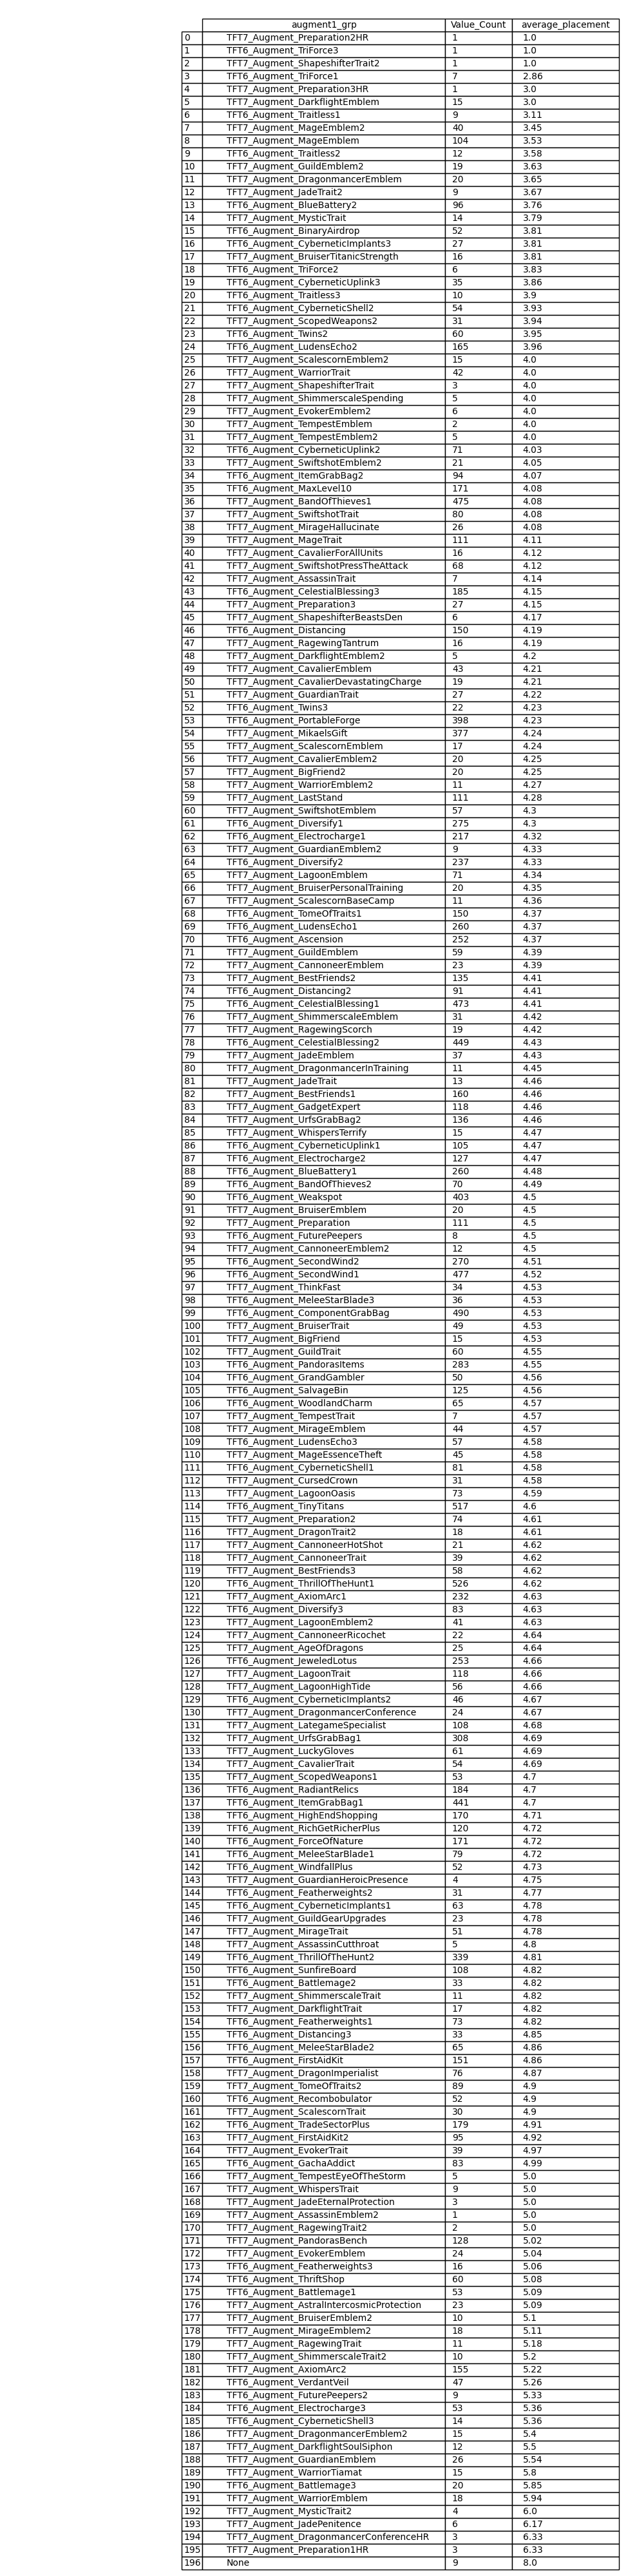 augment1_grp Value_Count average_placement
0 TFT7_Augment_Preparation2HR 1 1.0
1 TFT6_Augment_TriForce3 1 1.0
2 TFT7_Augment_ShapeshifterTrait2 1 1.0
3 TFT6_Augment_TriForce1 7 2.86
4 TFT7_Augment_Preparation3HR 1 3.0
5 TFT7_Augment_DarkflightEmblem 15 3.0
6 TFT6_Augment_Traitless1 9 3.11
7 TFT7_Augment_MageEmblem2 40 3.45
8 TFT7_Augment_MageEmblem 104 3.53
9 TFT6_Augment_Traitless2 12 3.58
10 TFT7_Augment_GuildEmblem2 19 3.63
11 TFT7_Augment_DragonmancerEmblem 20 3.65
12 TFT7_Augment_JadeTrait2 9 3.67
13 TFT6_Augment_BlueBattery2 96 3.76
14 TFT7_Augment_MysticTrait 14 3.79
15 TFT6_Augment_BinaryAirdrop 52 3.81
16 TFT6_Augment_CyberneticImplants3 27 3.81
17 TFT7_Augment_BruiserTitanicStrength 16 3.81
18 TFT6_Augment_TriForce2 6 3.83
19 TFT6_Augment_CyberneticUplink3 35 3.86
20 TFT6_Augment_Traitless3 10 3.9
21 TFT6_Augment_CyberneticShell2 54 3.93
22 TFT7_Augment_ScopedWeapons2 31 3.94
23 TFT6_Augment_Twins2 60 3.95
24 TFT6_Augment_LudensEcho2 165 3.96
25 TFT7_Augment_ScalescornEmblem2 15 4.0
26 TFT7_Augment_WarriorTrait 42 4.0
27 TFT7_Augment_ShapeshifterTrait 3 4.0
28 TFT7_Augment_ShimmerscaleSpending 5 4.0
29 TFT7_Augment_EvokerEmblem2 6 4.0
30 TFT7_Augment_TempestEmblem 2 4.0
31 TFT7_Augment_TempestEmblem2 5 4.0
32 TFT6_Augment_CyberneticUplink2 71 4.03
33 TFT7_Augment_SwiftshotEmblem2 21 4.05
34 TFT6_Augment_ItemGrabBag2 94 4.07
35 TFT6_Augment_MaxLevel10 171 4.08
36 TFT6_Augment_BandOfThieves1 475 4.08
37 TFT7_Augment_SwiftshotTrait 80 4.08
38 TFT7_Augment_MirageHallucinate 26 4.08
39 TFT7_Augment_MageTrait 111 4.11
40 TFT7_Augment_CavalierForAllUnits 16 4.12
41 TFT7_Augment_SwiftshotPressTheAttack 68 4.12
42 TFT7_Augment_AssassinTrait 7 4.14
43 TFT6_Augment_CelestialBlessing3 185 4.15
44 TFT7_Augment_Preparation3 27 4.15
45 TFT7_Augment_ShapeshifterBeastsDen 6 4.17
46 TFT6_Augment_Distancing 150 4.19
47 TFT7_Augment_RagewingTantrum 16 4.19
48 TFT7_Augment_DarkflightEmblem2 5 4.2
49 TFT7_Augment_CavalierEmblem 43 4.21
50 TFT7_Augment_CavalierDevastatingCharge 19 4.21
51 TFT7_Augment_GuardianTrait 27 4.22
52 TFT6_Augment_Twins3 22 4.23
53 TFT6_Augment_PortableForge 398 4.23
54 TFT7_Augment_MikaelsGift 377 4.24
55 TFT7_Augment_ScalescornEmblem 17 4.24
56 TFT7_Augment_CavalierEmblem2 20 4.25
57 TFT7_Augment_BigFriend2 20 4.25
58 TFT7_Augment_WarriorEmblem2 11 4.27
59 TFT7_Augment_LastStand 111 4.28
60 TFT7_Augment_SwiftshotEmblem 57 4.3
61 TFT6_Augment_Diversify1 275 4.3
62 TFT6_Augment_Electrocharge1 217 4.32
63 TFT7_Augment_GuardianEmblem2 9 4.33
64 TFT6_Augment_Diversify2 237 4.33
65 TFT7_Augment_LagoonEmblem 71 4.34
66 TFT7_Augment_BruiserPersonalTraining 20 4.35
67 TFT7_Augment_ScalescornBaseCamp 11 4.36
68 TFT6_Augment_TomeOfTraits1 150 4.37
69 TFT6_Augment_LudensEcho1 260 4.37
70 TFT6_Augment_Ascension 252 4.37
71 TFT7_Augment_GuildEmblem 59 4.39
72 TFT7_Augment_CannoneerEmblem 23 4.39
73 TFT7_Augment_BestFriends2 135 4.41
74 TFT6_Augment_Distancing2 91 4.41
75 TFT6_Augment_CelestialBlessing1 473 4.41
76 TFT7_Augment_ShimmerscaleEmblem 31 4.42
77 TFT7_Augment_RagewingScorch 19 4.42
78 TFT6_Augment_CelestialBlessing2 449 4.43
79 TFT7_Augment_JadeEmblem 37 4.43
80 TFT7_Augment_DragonmancerInTraining 11 4.45
81 TFT7_Augment_JadeTrait 13 4.46
82 TFT7_Augment_BestFriends1 160 4.46
83 TFT7_Augment_GadgetExpert 118 4.46
84 TFT7_Augment_UrfsGrabBag2 136 4.46
85 TFT7_Augment_WhispersTerrify 15 4.47
86 TFT6_Augment_CyberneticUplink1 105 4.47
87 TFT6_Augment_Electrocharge2 127 4.47
88 TFT6_Augment_BlueBattery1 260 4.48
89 TFT6_Augment_BandOfThieves2 70 4.49
90 TFT6_Augment_Weakspot 403 4.5
91 TFT7_Augment_BruiserEmblem 20 4.5
92 TFT7_Augment_Preparation 111 4.5
93 TFT6_Augment_FuturePeepers 8 4.5
94 TFT7_Augment_CannoneerEmblem2 12 4.5
95 TFT6_Augment_SecondWind2 270 4.51
96 TFT6_Augment_SecondWind1 477 4.52
97 TFT7_Augment_ThinkFast 34 4.53
98 TFT6_Augment_MeleeStarBlade3 36 4.53
99 TFT6_Augment_ComponentGrabBag 490 4.53
100 TFT7_Augment_BruiserTrait 49 4.53
101 TFT7_Augment_BigFriend 15 4.53
102 TFT7_Augment_GuildTrait 60 4.55
103 TFT6_Augment_PandorasItems 283 4.55
104 TFT6_Augment_GrandGambler 50 4.56
105 TFT6_Augment_SalvageBin 125 4.56
106 TFT6_Augment_WoodlandCharm 65 4.57
107 TFT7_Augment_TempestTrait 7 4.57
108 TFT7_Augment_MirageEmblem 44 4.57
109 TFT6_Augment_LudensEcho3 57 4.58
110 TFT7_Augment_MageEssenceTheft 45 4.58
111 TFT6_Augment_CyberneticShell1 81 4.58
112 TFT7_Augment_CursedCrown 31 4.58
113 TFT7_Augment_LagoonOasis 73 4.59
114 TFT6_Augment_TinyTitans 517 4.6
115 TFT7_Augment_Preparation2 74 4.61
116 TFT7_Augment_DragonTrait2 18 4.61
117 TFT7_Augment_CannoneerHotShot 21 4.62
118 TFT7_Augment_CannoneerTrait 39 4.62
119 TFT7_Augment_BestFriends3 58 4.62
120 TFT6_Augment_ThrillOfTheHunt1 526 4.62
121 TFT7_Augment_AxiomArc1 232 4.63
122 TFT6_Augment_Diversify3 83 4.63
123 TFT7_Augment_LagoonEmblem2 41 4.63
124 TFT7_Augment_CannoneerRicochet 22 4.64
125 TFT7_Augment_AgeOfDragons 25 4.64
126 TFT6_Augment_JeweledLotus 253 4.66
127 TFT7_Augment_LagoonTrait 118 4.66
128 TFT7_Augment_LagoonHighTide 56 4.66
129 TFT6_Augment_CyberneticImplants2 46 4.67
130 TFT7_Augment_DragonmancerConference 24 4.67
131 TFT7_Augment_LategameSpecialist 108 4.68
132 TFT7_Augment_UrfsGrabBag1 308 4.69
133 TFT7_Augment_LuckyGloves 61 4.69
134 TFT7_Augment_CavalierTrait 54 4.69
135 TFT7_Augment_ScopedWeapons1 53 4.7
136 TFT6_Augment_RadiantRelics 184 4.7
137 TFT6_Augment_ItemGrabBag1 441 4.7
138 TFT6_Augment_HighEndShopping 170 4.71
139 TFT6_Augment_RichGetRicherPlus 120 4.72
140 TFT6_Augment_ForceOfNature 171 4.72
141 TFT6_Augment_MeleeStarBlade1 79 4.72
142 TFT6_Augment_WindfallPlus 52 4.73
143 TFT7_Augment_GuardianHeroicPresence 4 4.75
144 TFT6_Augment_Featherweights2 31 4.77
145 TFT6_Augment_CyberneticImplants1 63 4.78
146 TFT7_Augment_GuildGearUpgrades 23 4.78
147 TFT7_Augment_MirageTrait 51 4.78
148 TFT7_Augment_AssassinCutthroat 5 4.8
149 TFT6_Augment_ThrillOfTheHunt2 339 4.81
150 TFT6_Augment_SunfireBoard 108 4.82
151 TFT6_Augment_Battlemage2 33 4.82
152 TFT7_Augment_ShimmerscaleTrait 11 4.82
153 TFT7_Augment_DarkflightTrait 17 4.82
154 TFT6_Augment_Featherweights1 73 4.82
155 TFT6_Augment_Distancing3 33 4.85
156 TFT6_Augment_MeleeStarBlade2 65 4.86
157 TFT6_Augment_FirstAidKit 151 4.86
158 TFT7_Augment_DragonImperialist 76 4.87
159 TFT7_Augment_TomeOfTraits2 89 4.9
160 TFT6_Augment_Recombobulator 52 4.9
161 TFT7_Augment_ScalescornTrait 30 4.9
162 TFT6_Augment_TradeSectorPlus 179 4.91
163 TFT7_Augment_FirstAidKit2 95 4.92
164 TFT7_Augment_EvokerTrait 39 4.97
165 TFT6_Augment_GachaAddict 83 4.99
166 TFT7_Augment_TempestEyeOfTheStorm 5 5.0
167 TFT7_Augment_WhispersTrait 9 5.0
168 TFT7_Augment_JadeEternalProtection 3 5.0
169 TFT7_Augment_AssassinEmblem2 1 5.0
170 TFT7_Augment_RagewingTrait2 2 5.0
171 TFT7_Augment_PandorasBench 128 5.02
172 TFT7_Augment_EvokerEmblem 24 5.04
173 TFT6_Augment_Featherweights3 16 5.06
174 TFT6_Augment_ThriftShop 60 5.08
175 TFT6_Augment_Battlemage1 53 5.09
176 TFT7_Augment_AstralIntercosmicProtection 23 5.09
177 TFT7_Augment_BruiserEmblem2 10 5.1
178 TFT7_Augment_MirageEmblem2 18 5.11
179 TFT7_Augment_RagewingTrait 11 5.18
180 TFT7_Augment_ShimmerscaleTrait2 10 5.2
181 TFT7_Augment_AxiomArc2 155 5.22
182 TFT6_Augment_VerdantVeil 47 5.26
183 TFT6_Augment_FuturePeepers2 9 5.33
184 TFT6_Augment_Electrocharge3 53 5.36
185 TFT6_Augment_CyberneticShell3 14 5.36
186 TFT7_Augment_DragonmancerEmblem2 15 5.4
187 TFT7_Augment_DarkflightSoulSiphon 12 5.5
188 TFT7_Augment_GuardianEmblem 26 5.54
189 TFT7_Augment_WarriorTiamat 15 5.8
190 TFT6_Augment_Battlemage3 20 5.85
191 TFT7_Augment_WarriorEmblem 18 5.94
192 TFT7_Augment_MysticTrait2 4 6.0
193 TFT7_Augment_JadePenitence 6 6.17
194 TFT7_Augment_DragonmancerConferenceHR 3 6.33
195 TFT7_Augment_Preparation1HR 3 6.33
196 None 9 8.0